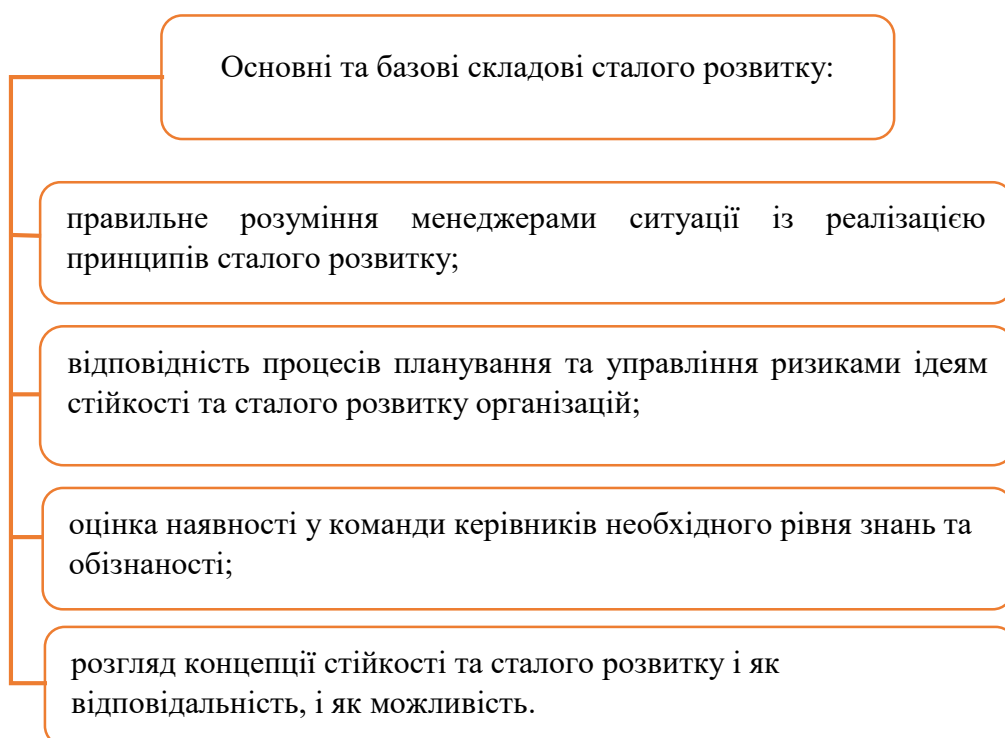 Основні та базові складові сталого розвитку:
правильне розуміння менеджерами ситуації із реалізацією
принципів сталого розвитку;
відповідність процесів планування та управління ризиками ідеям
стійкості та сталого розвитку організацій;
оцінка наявності у команди керівників необхідного рівня знань та
обізнаності;
розгляд концепції стійкості та сталого розвитку і як
відповідальність, і як можливість.